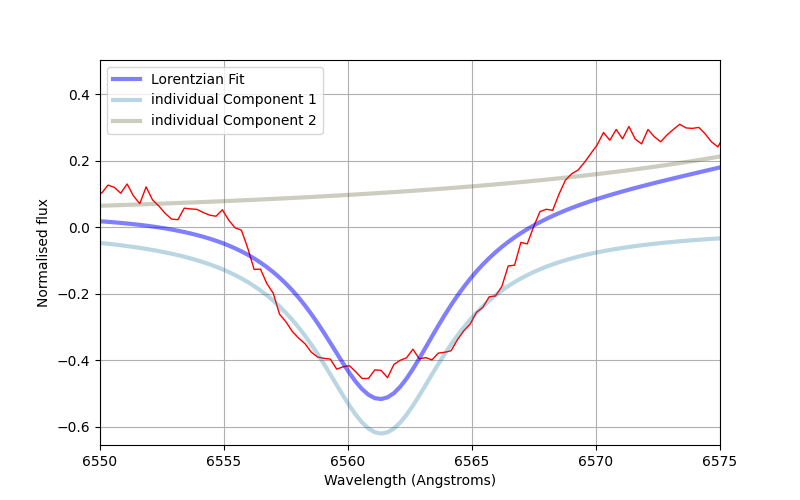 Lorentzian Fit
individual Component 1
individual Component 2
0.4
0.2
0.0
−0.2
−0.4
−0.6
Normalised flux
6550 6555 6560 6565 6570 6575
Wavelength (Angstroms)